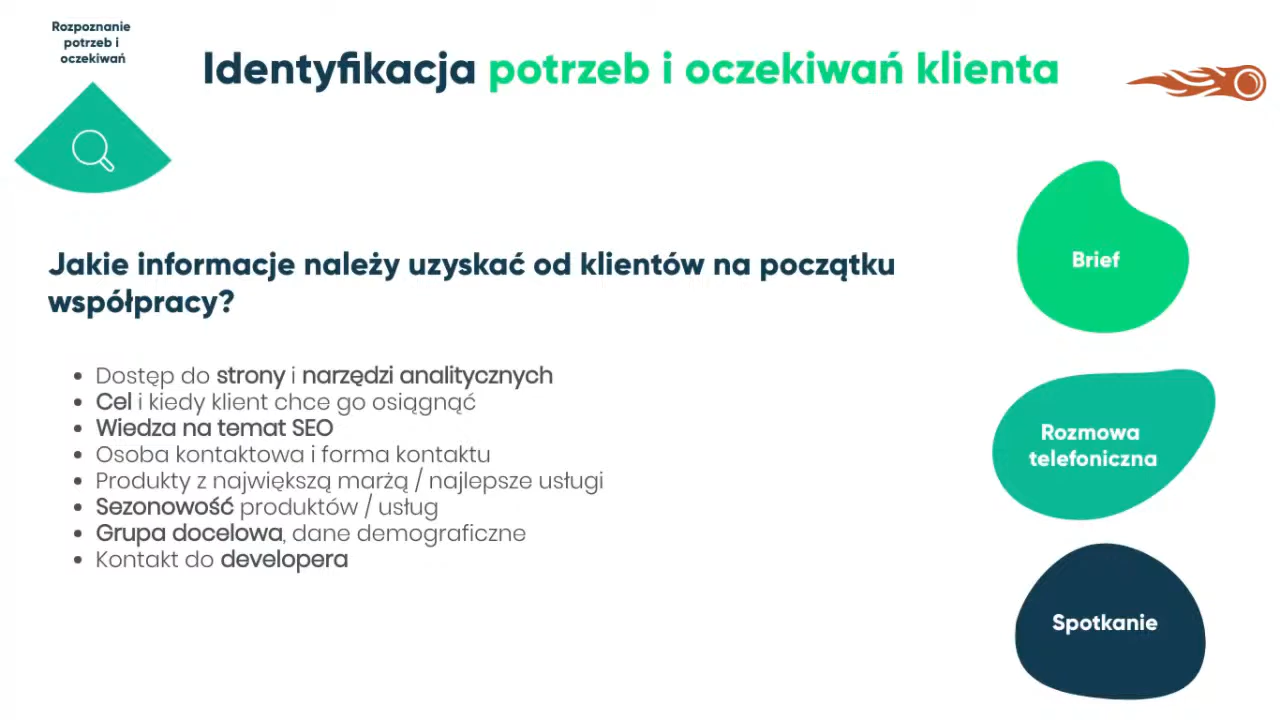 Rozpoznanie
potrzeb i
oczekiwań
Identyfikacja potrzeb i oczekiwań klienta
Jakie informacje należy uzyskać od klientów na początku
współpracy?
• Dostęp do strony i narzędzi analitycznych
• Cel i kiedy klient chce go osiągnąć
• Wiedza na temat SEO
• Osoba kontaktowa i forma kontaktu
• Produkty z największą marżą / najlepsze usługi
• Sezonowość produktów / usług
• Grupa docelowa, dane demograficzne
• Kontakt do developera
Brief
Rozmowa
telefoniczna
Spotkanie